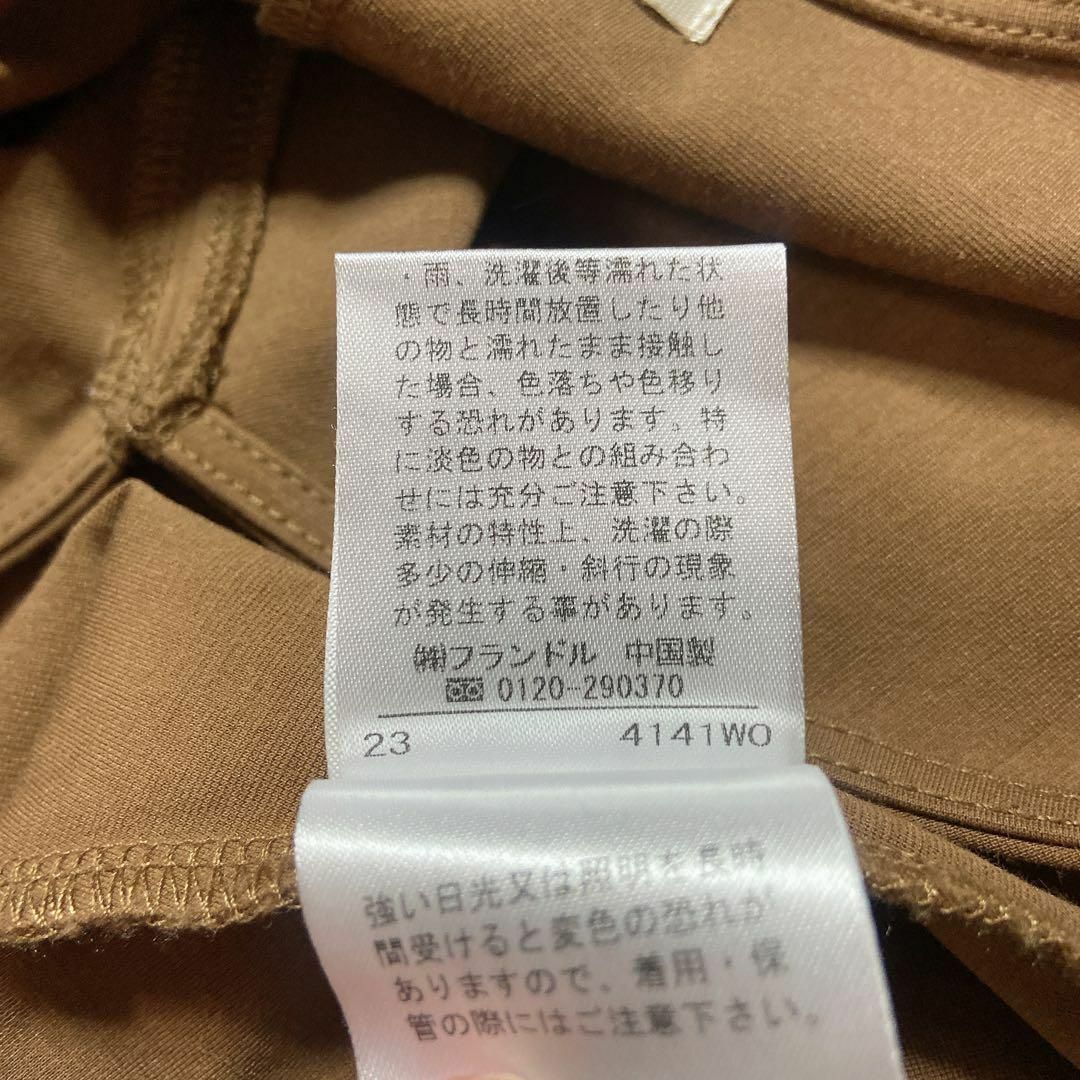 ・雨、洗濯後等濡れた状
態で長時間放置したり他
の物と濡れたまま接触し
た場合、色落ちや色移り
する恐れがあります。特
に淡色の物との組み合わ
せには充分ご注意下さい。
素材の特性上、洗濯の際
多少の伸縮・斜行の現象
が発生する事があります。
㈱フランドル 中国製
0120-290370
23 4141WO
強い日光又は照明を長時
間受けると変色の恐れが
ありますので、着用・保
管の際にはご注意下さい。